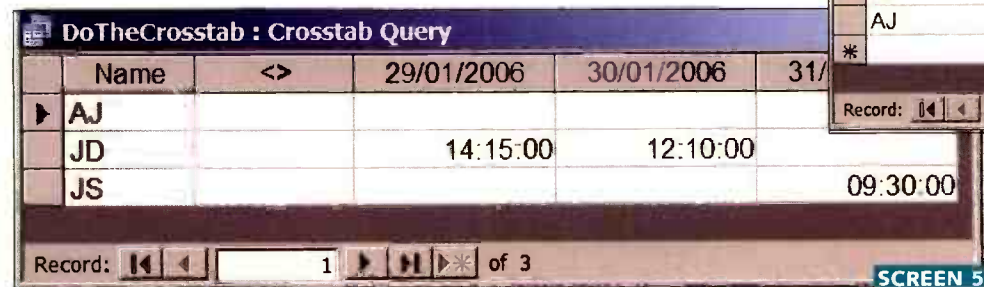 DoTheCrosstab : Crosstab Query
Name <> 29/01/2006 30/01/2006 31/
AJ
JD 14:15:00 12:10:00
JS 09:30:00
Record: 1 of 3
AJ
Record:
SCREEN 5